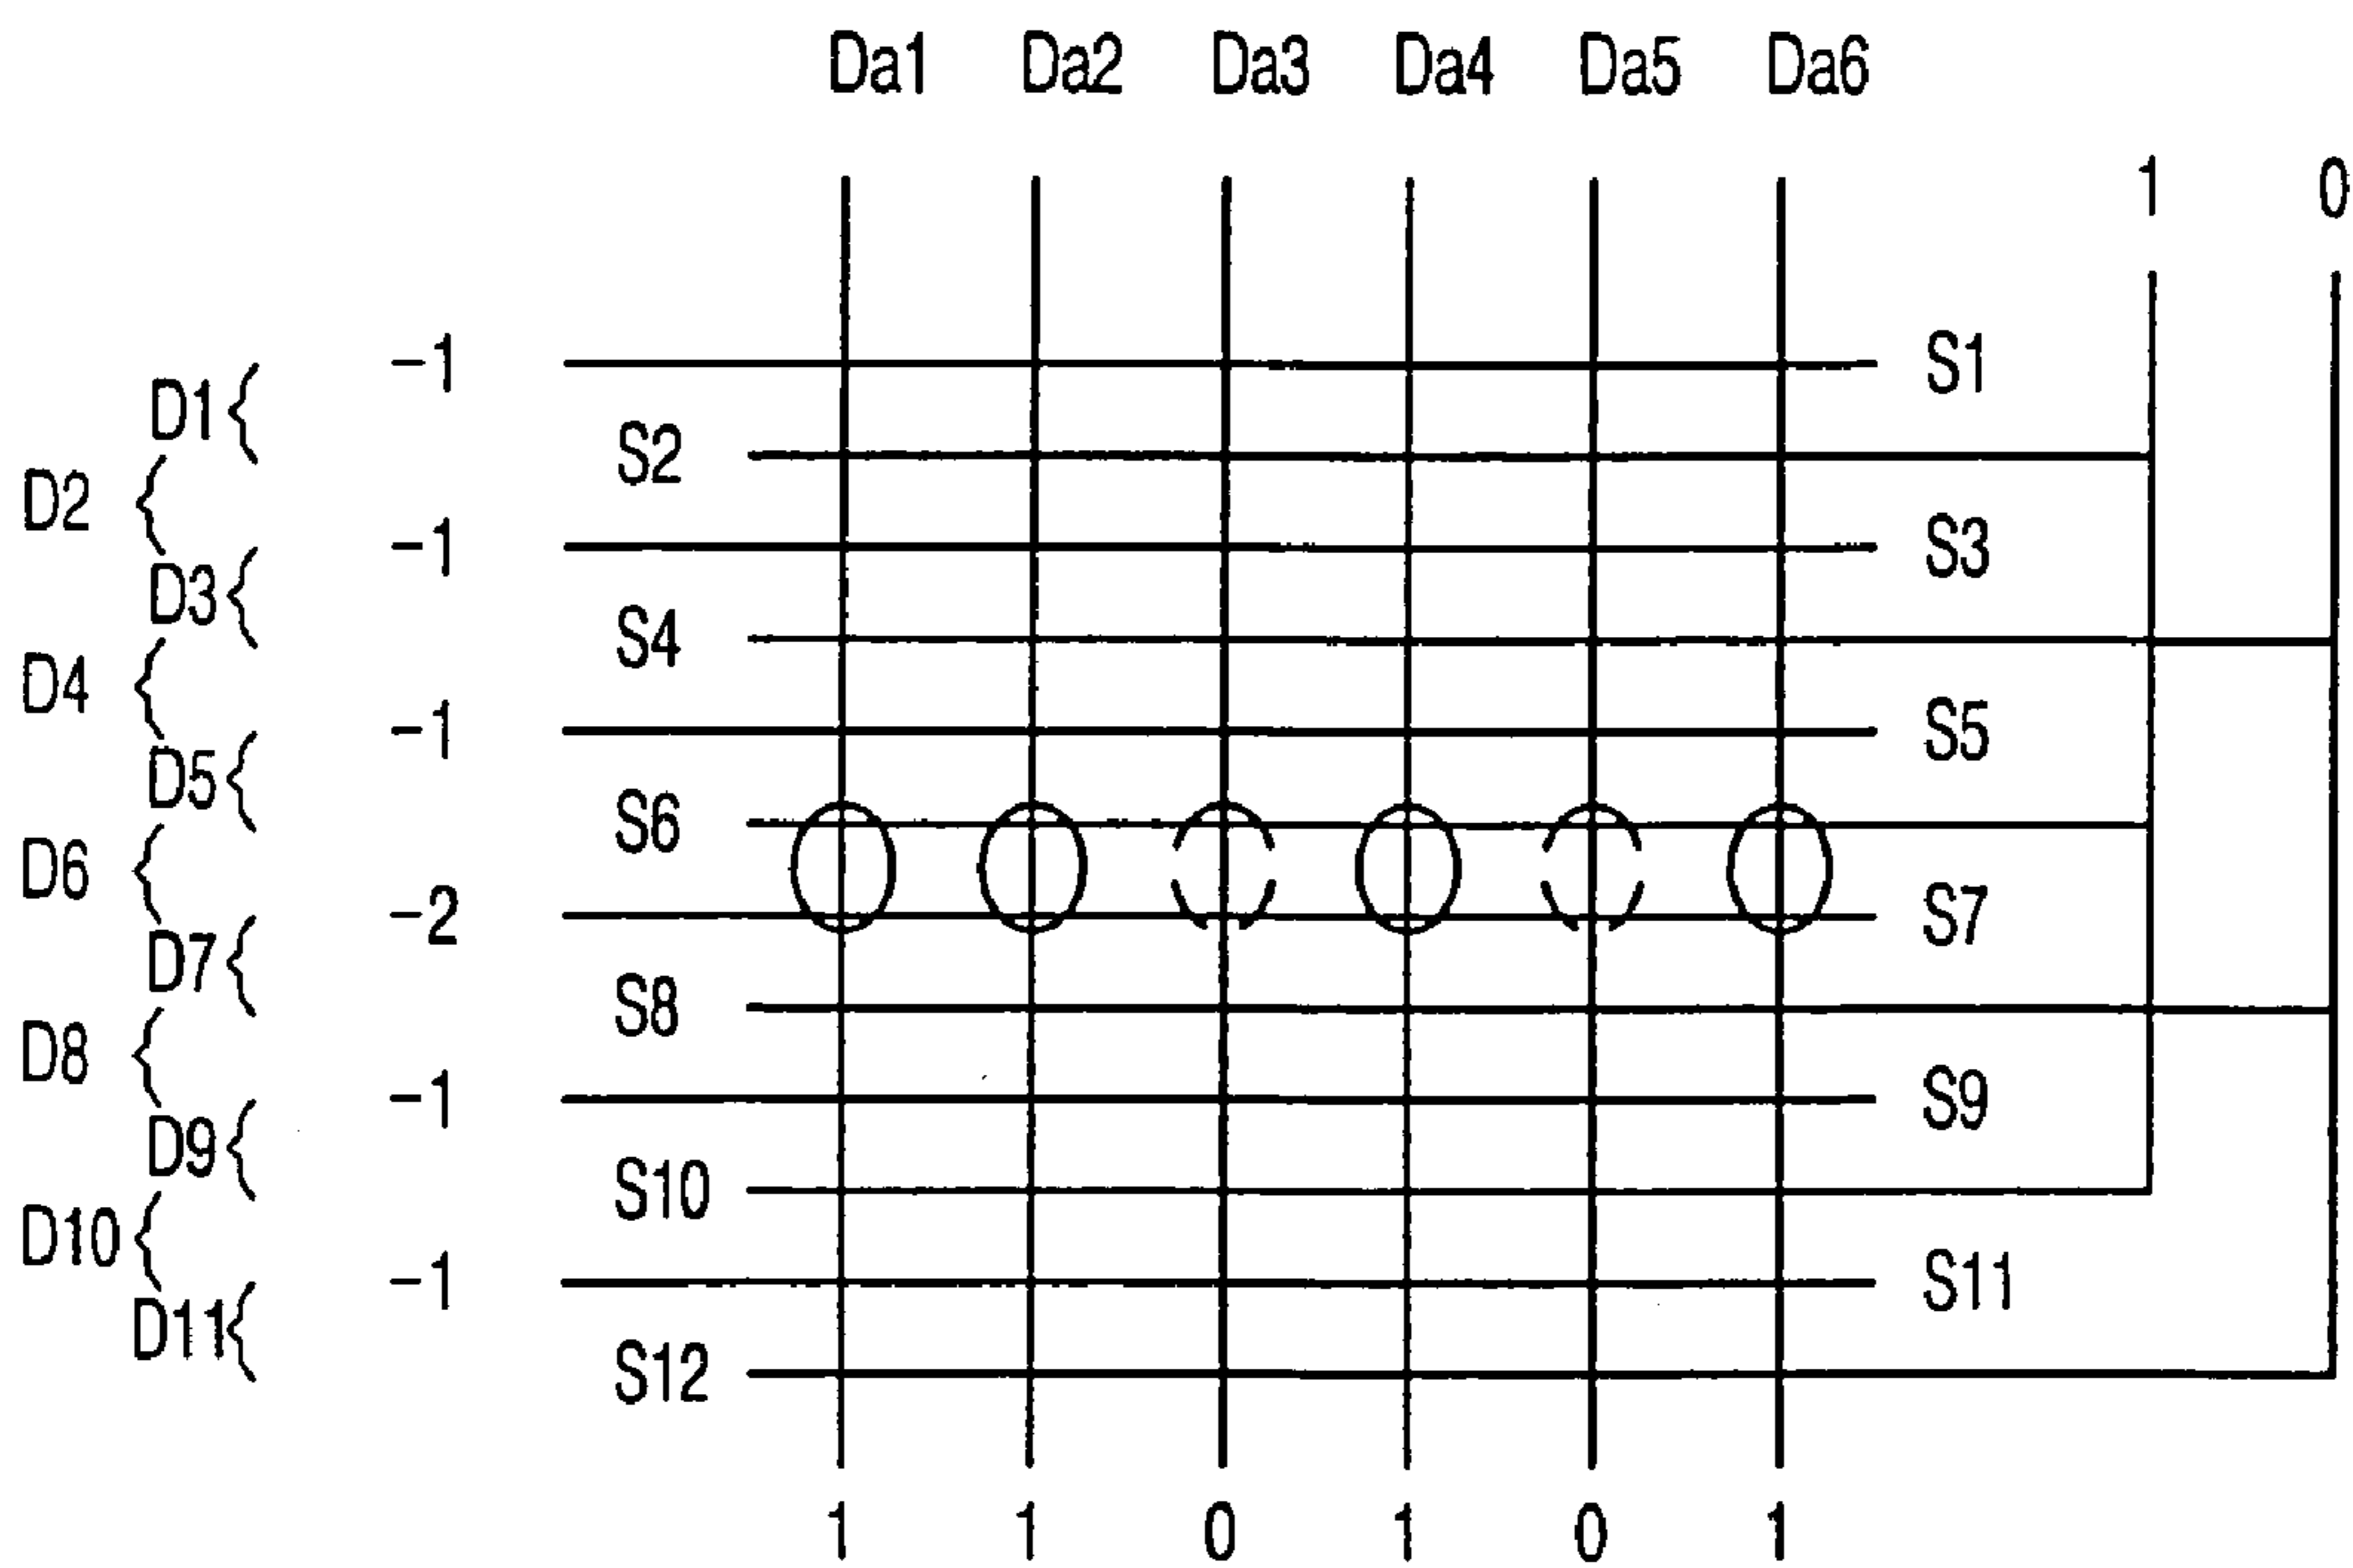 Da1 Da2 Da3 Da4 Da5 Da6
1 0
-1 S1
D1
S2
D2
-1 S3
D3
S4
D4
-1 S5
D5
S6
D6
-2 S7
D7
S8
D8
-1 S9
D9
S10
D10
-1 S11
D11
S12
1 1 0 1 0 1